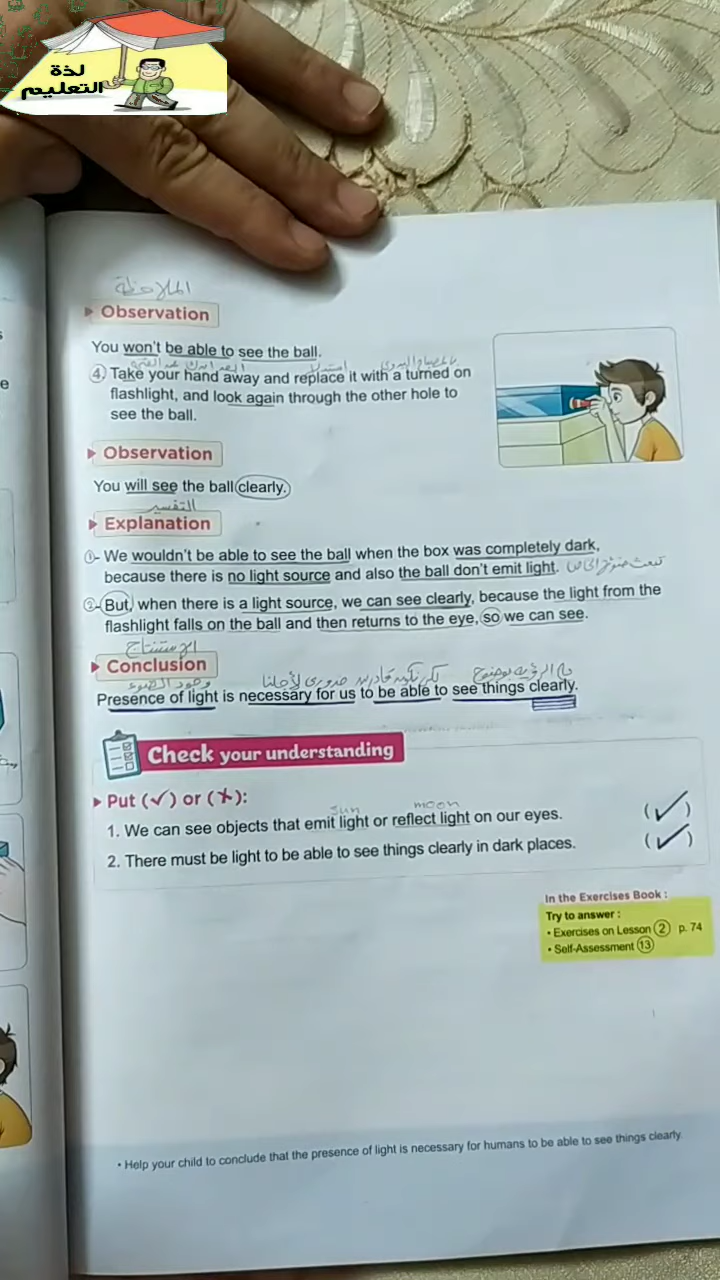 لذة
التعليم
الملاحظة
Observation
You won't be able to see the ball.
4 Take your hand away and replace it with a turned on
flashlight, and look again through the other hole to
see the ball.
Observation
You will see the ball clearly.
التفسير
Explanation
1- We wouldn't be able to see the ball when the box was completely dark,
because there is no light source and also the ball don't emit light.
2- But, when there is a light source, we can see clearly, because the light from the
flashlight falls on the ball and then returns to the eye, so we can see.
الإستنتاج
Conclusion
وجود الضوء ضروري لأجلنا
Presence of light is necessary for us to be able to see things clearly.
Check your understanding
Put (✓) or (✗):
sun moon
1. We can see objects that emit light or reflect light on our eyes. (✓)
2. There must be light to be able to see things clearly in dark places. (✓)
In the Exercises Book :
Try to answer :
• Exercises on Lesson 2 p. 74
• Self-Assessment 13
• Help your child to conclude that the presence of light is necessary for humans to be able to see things clearly.